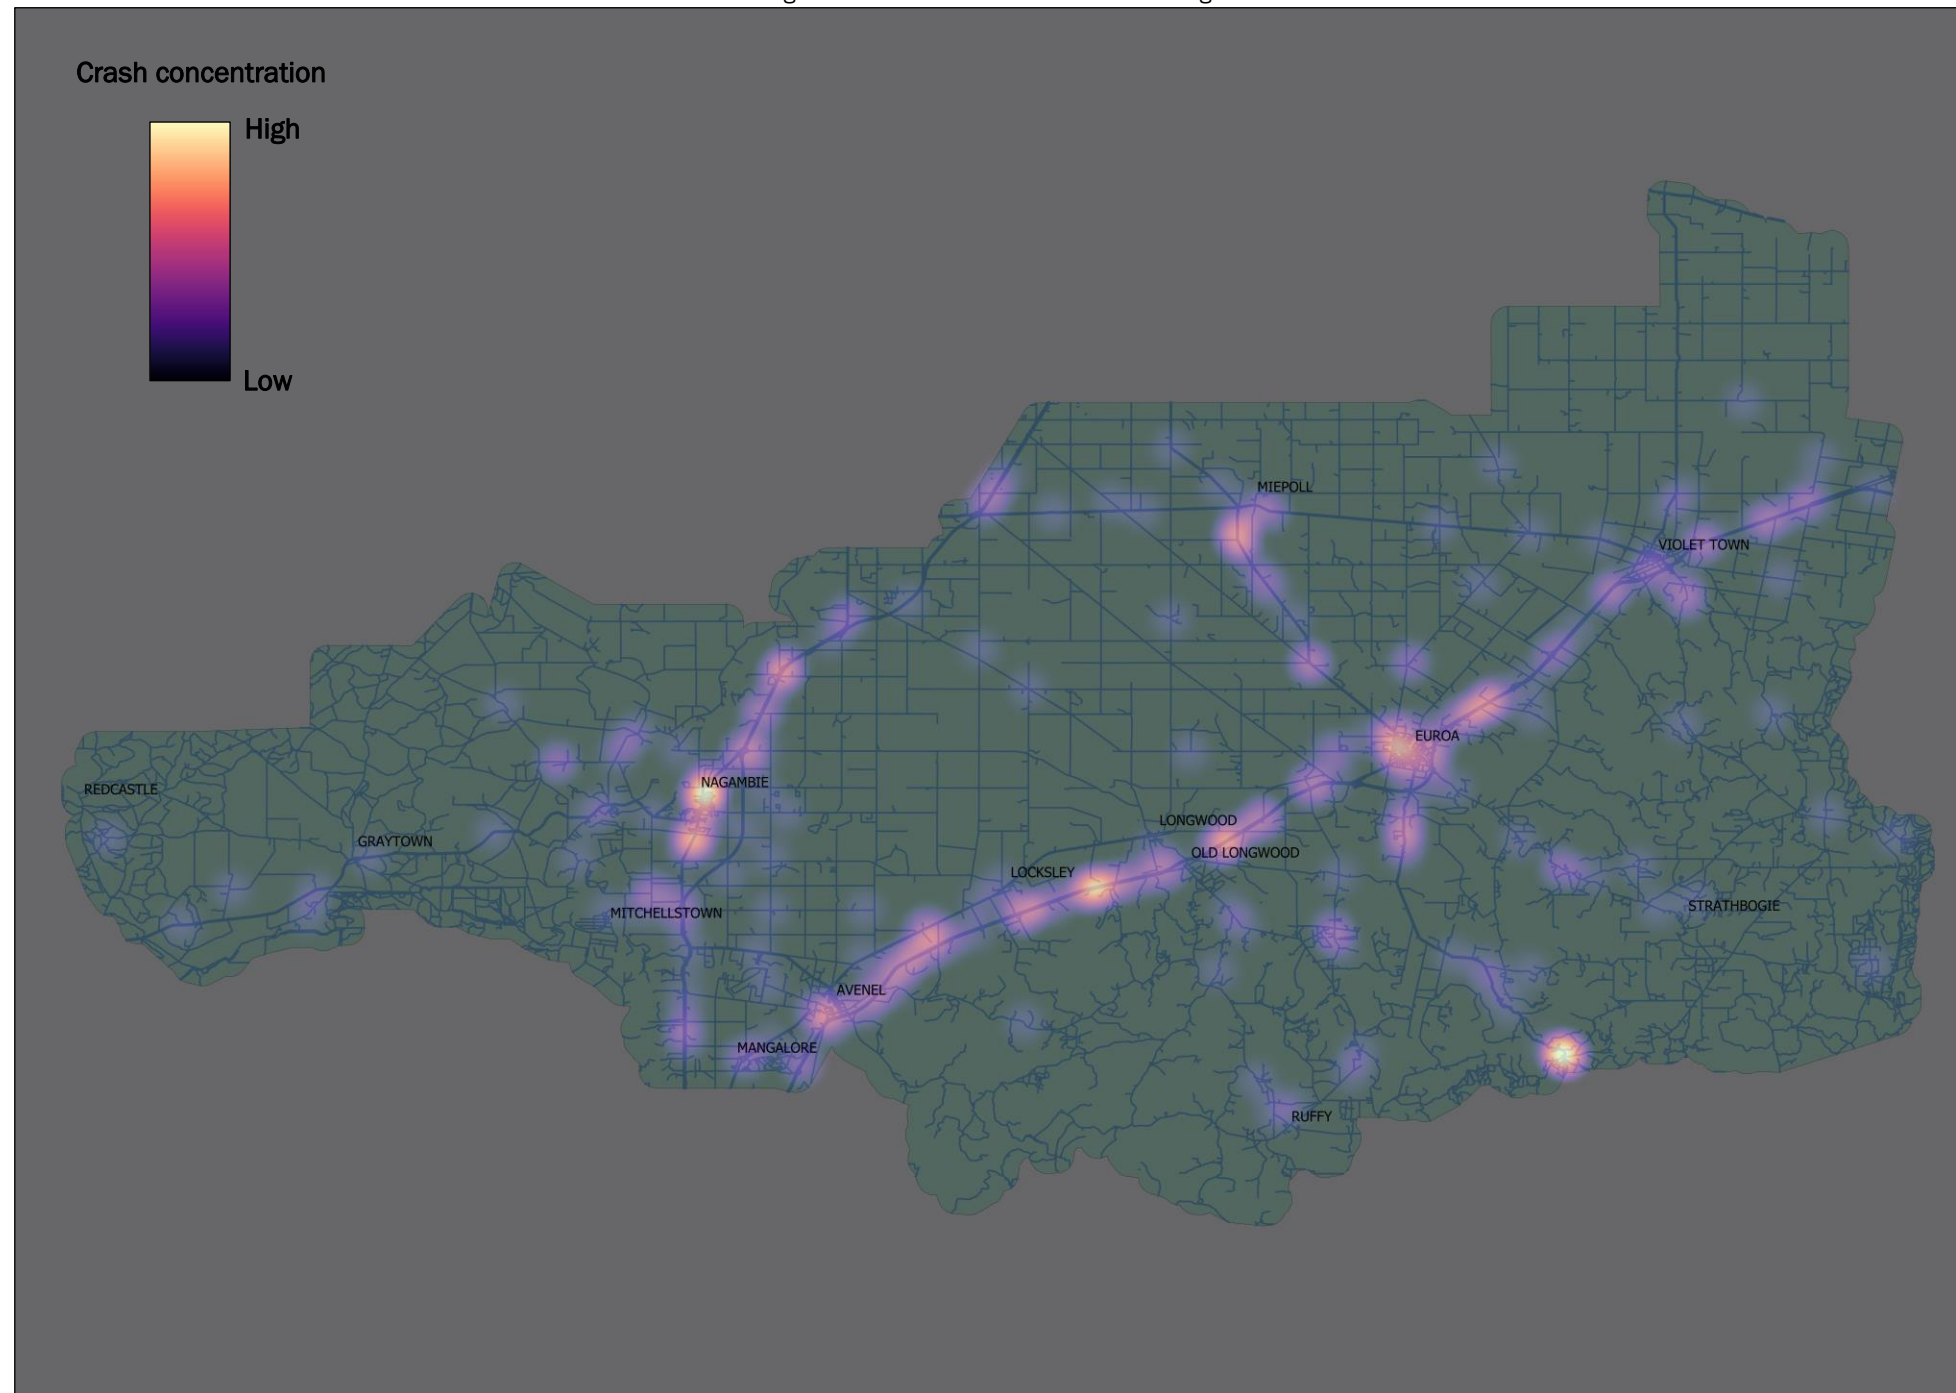 Crash concentration
High
Low
MIEPOLL
VIOLET TOWN
EUROA
NAGAMBIE
REDCASTLE
LONGWOOD
GRAYTOWN
OLD LONGWOOD
LOCKSLEY
STRATHBOGIE
MITCHELLSTOWN
AVENEL
MANGALORE
RUFFY